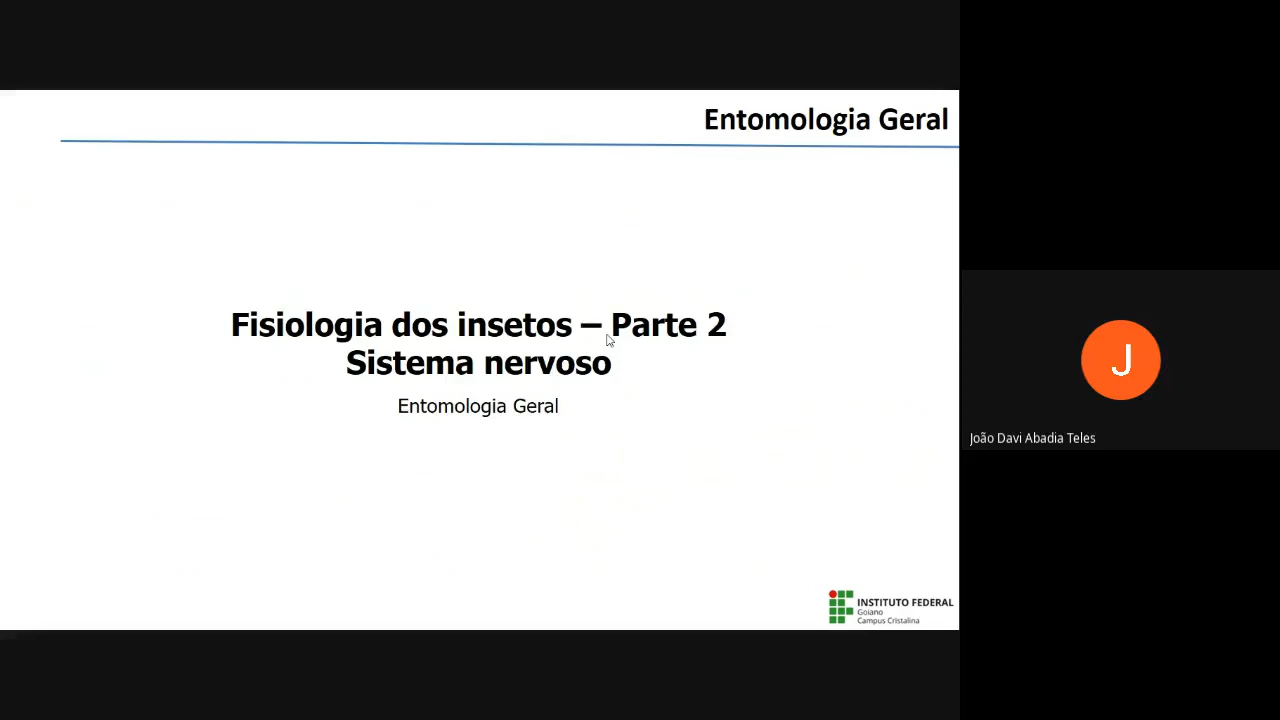 Entomologia Geral
Fisiologia dos insetos – Parte 2
Sistema nervoso
Entomologia Geral
INSTITUTO FEDERAL
Goiano
Campus Cristalina
J
João Davi Abadia Teles